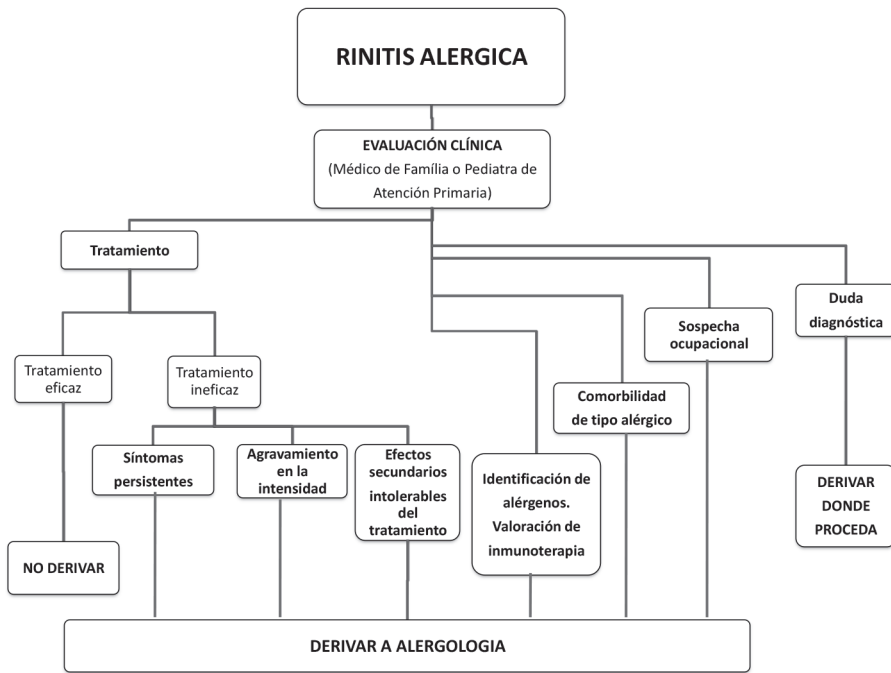 RINITIS ALERGICA
EVALUACIÓN CLÍNICA
(Médico de Família o Pediatra de
Atención Primaria)
Tratamiento
Duda
diagnóstica
Sospecha
ocupacional
Tratamiento
eficaz
Tratamiento
ineficaz
Comorbilidad
de tipo alérgico
Síntomas
persistentes
Agravamiento
en la
intensidad
Efectos
secundarios
intolerables
del
tratamiento
Identificación de
alérgenos.
Valoración de
inmunoterapia
DERIVAR
DONDE
PROCEDA
NO DERIVAR
DERIVAR A ALERGOLOGIA